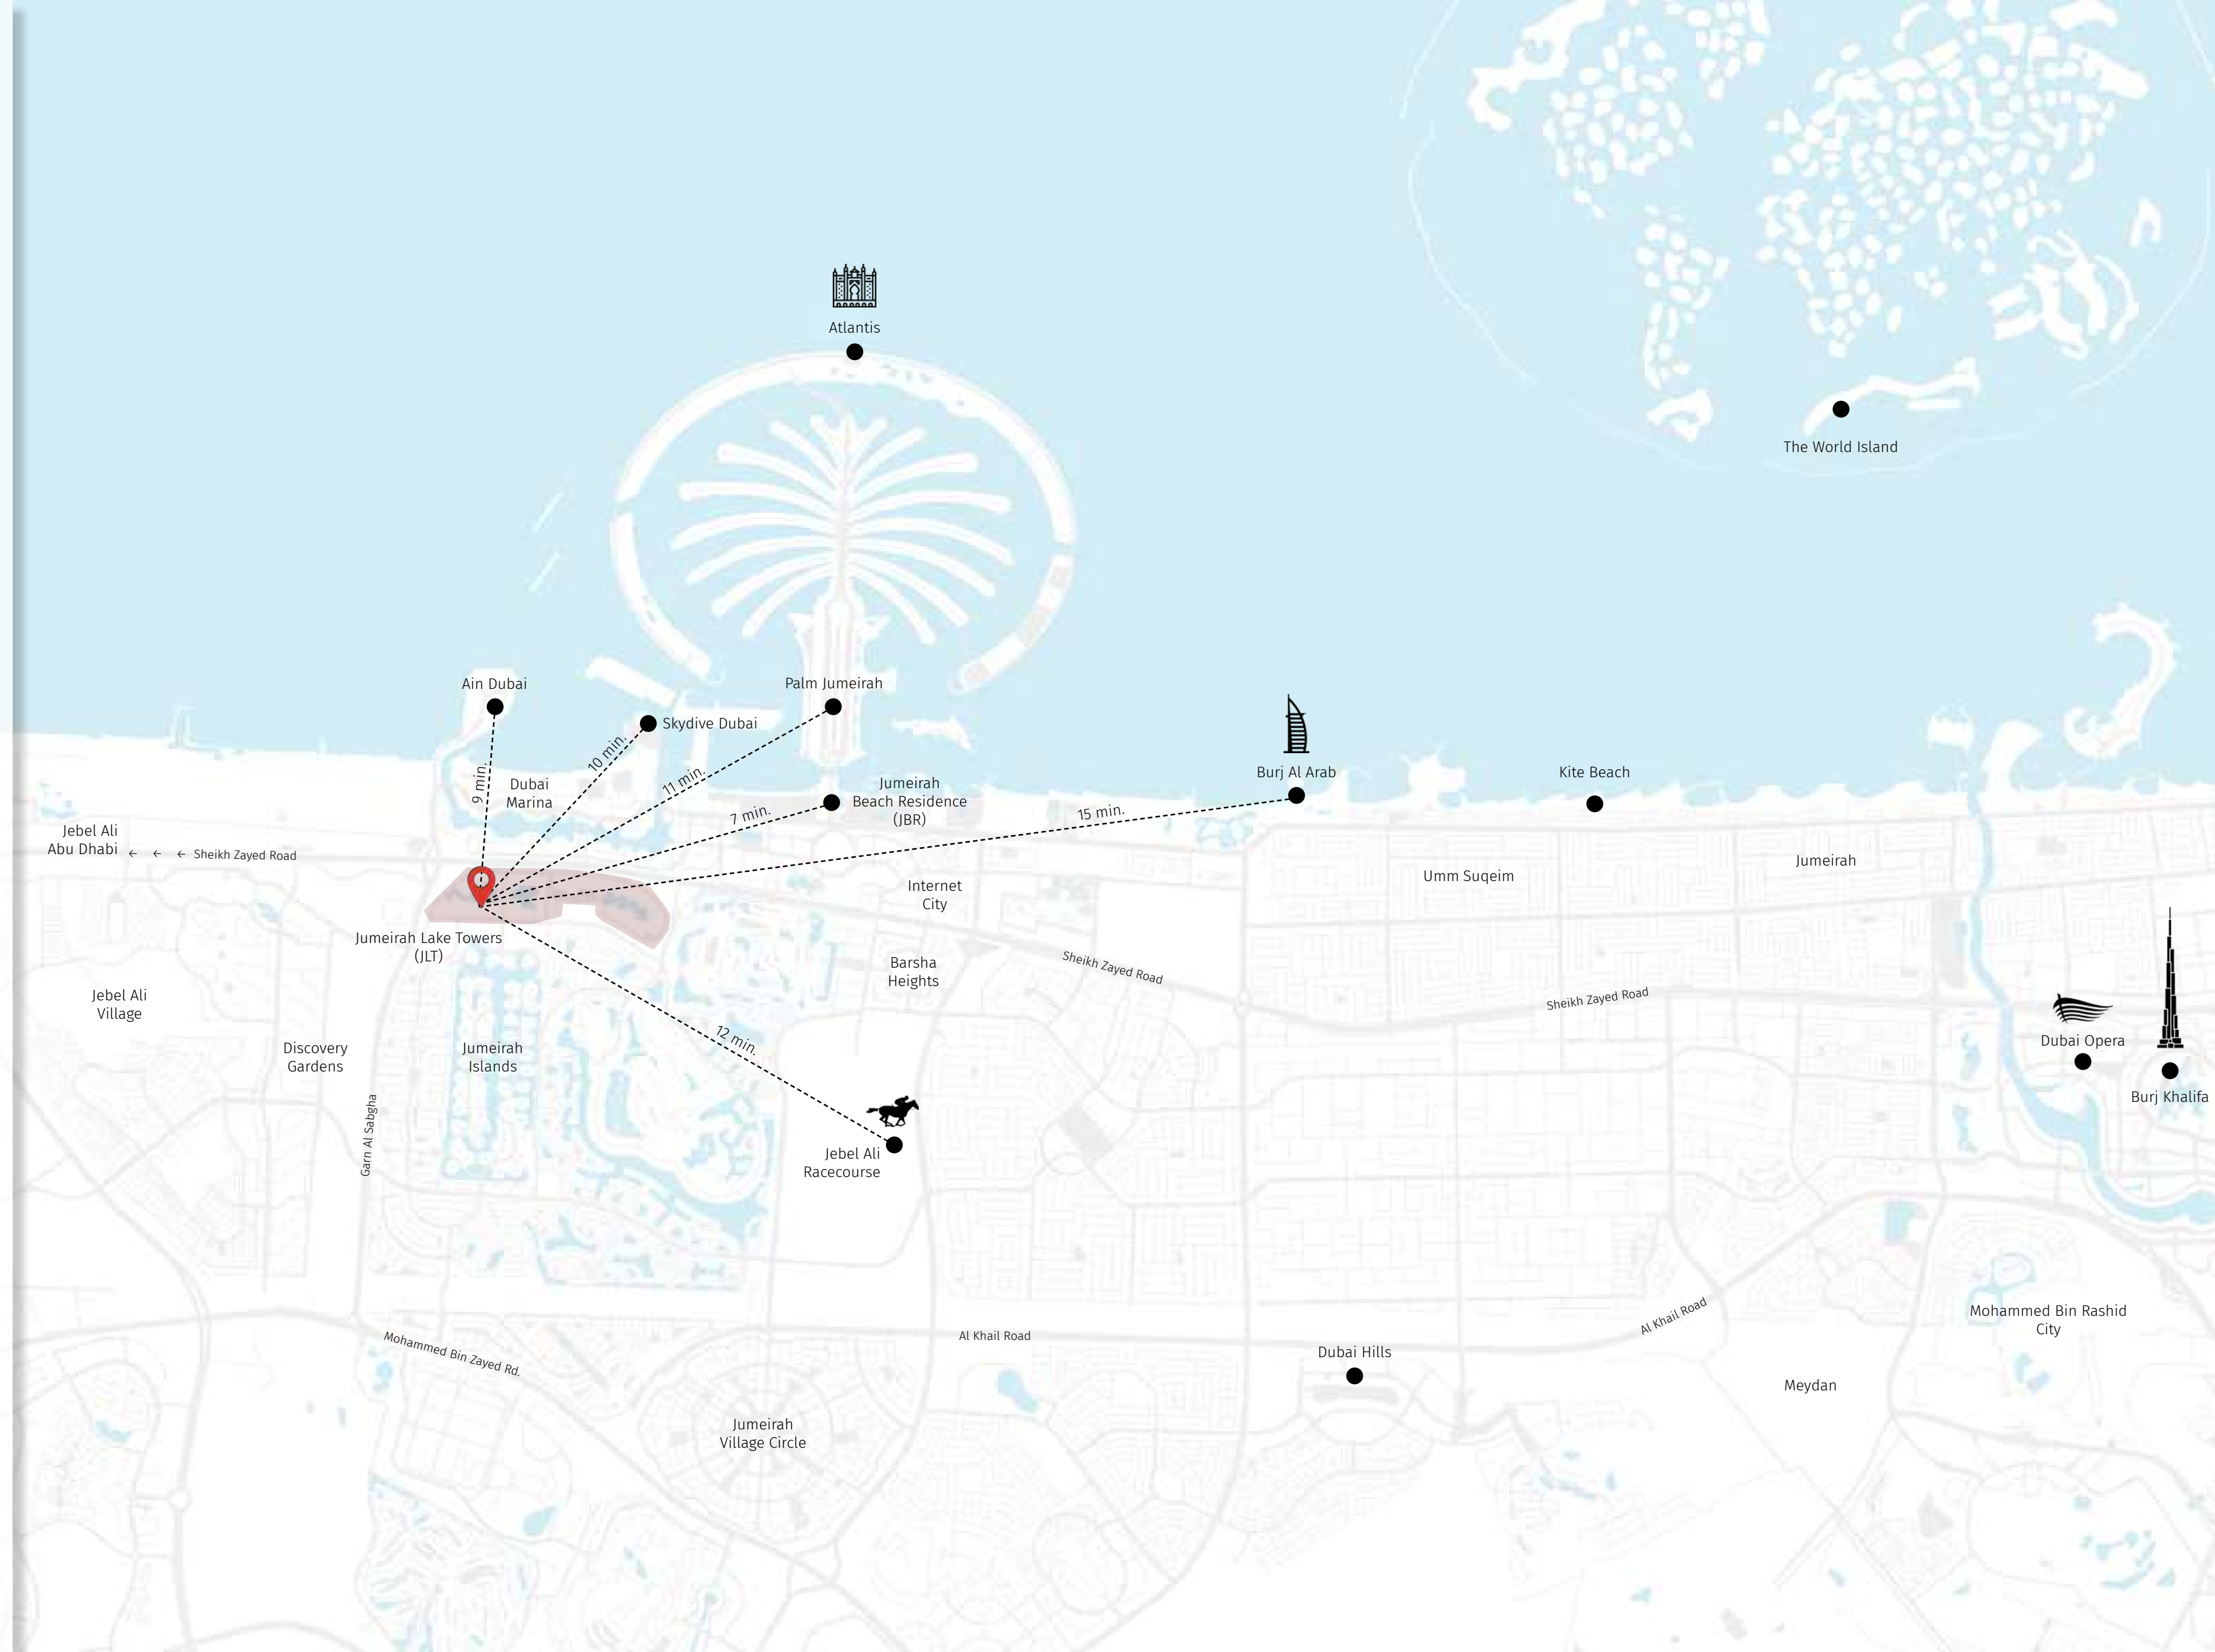 Atlantis
The World Island
Ain Dubai
Palm Jumeirah
Skydive Dubai
10 min.
9 min.
11 min.
Dubai
Marina
Jumeirah
Beach Residence
(JBR)
7 min.
15 min.
Burj Al Arab
Kite Beach
Jebel Ali
Abu Dhabi
← ← ← Sheikh Zayed Road
Jumeirah
Umm Suqeim
Internet
City
Jumeirah Lake Towers
(JLT)
Barsha
Heights
Sheikh Zayed Road
Sheikh Zayed Road
Jebel Ali
Village
Discovery
Gardens
Jumeirah
Islands
12 min.
Dubai Opera
Burj Khalifa
Garn Al Sabgha
Jebel Ali
Racecourse
Mohammed Bin Zayed Rd.
Al Khail Road
Al Khail Road
Mohammed Bin Rashid
City
Dubai Hills
Meydan
Jumeirah
Village Circle